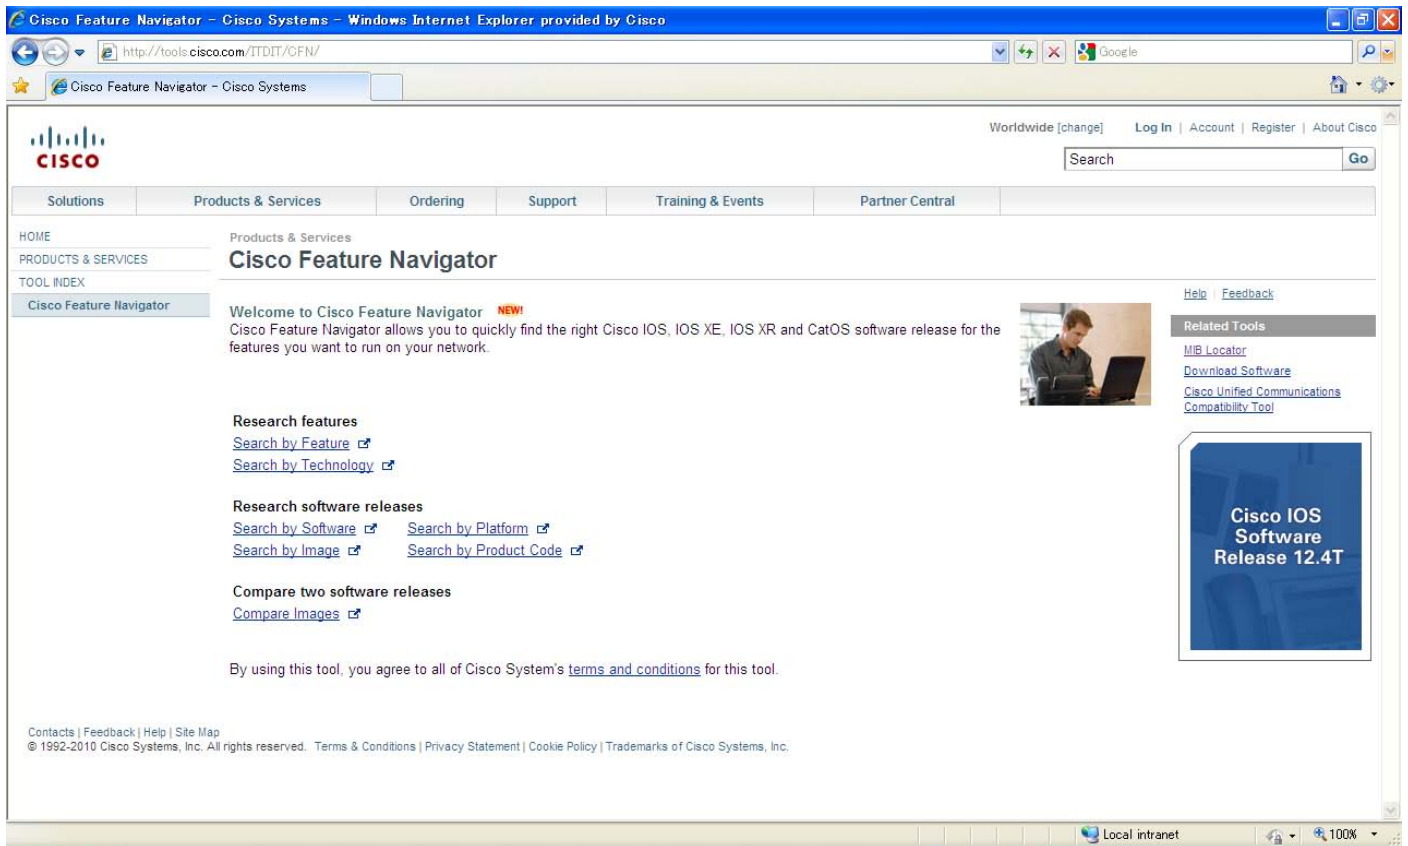 Cisco Feature Navigator - Cisco Systems - Windows Internet Explorer provided by Cisco
http://tools.cisco.com/ITDIT/CFN/
Google
Cisco Feature Navigator - Cisco Systems
CISCO
Worldwide [change] Log In | Account | Register | About Cisco
Search Go
Solutions Products & Services Ordering Support Training & Events Partner Central
HOME
PRODUCTS & SERVICES
TOOL INDEX
Cisco Feature Navigator
Products & Services
Cisco Feature Navigator
Welcome to Cisco Feature Navigator NEW!
Cisco Feature Navigator allows you to quickly find the right Cisco IOS, IOS XE, IOS XR and CatOS software release for the
features you want to run on your network.
Research features
Search by Feature
Search by Technology
Research software releases
Search by Software Search by Platform
Search by Image Search by Product Code
Compare two software releases
Compare Images
By using this tool, you agree to all of Cisco System's terms and conditions for this tool.
Help | Feedback
Related Tools
MIB Locator
Download Software
Cisco Unified Communications
Compatibility Tool
Cisco IOS
Software
Release 12.4T
Contacts | Feedback | Help | Site Map
© 1992-2010 Cisco Systems, Inc. All rights reserved. Terms & Conditions | Privacy Statement | Cookie Policy | Trademarks of Cisco Systems, Inc.
Local intranet 100%